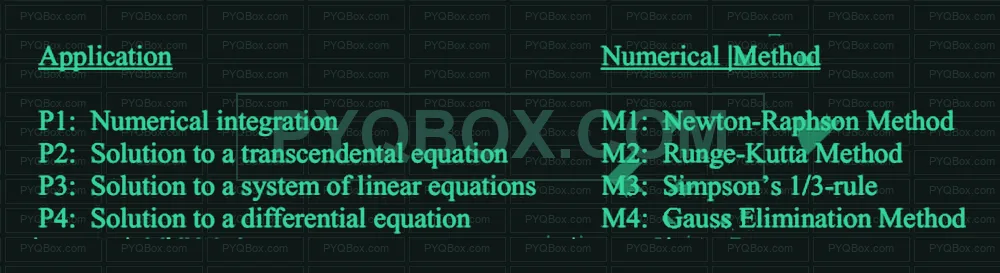 Application Numerical Method
P1: Numerical integration M1: Newton-Raphson Method
P2: Solution to a transcendental equation M2: Runge-Kutta Method
P3: Solution to a system of linear equations M3: Simpson's 1/3-rule
P4: Solution to a differential equation M4: Gauss Elimination Method
PYQBOX.COM